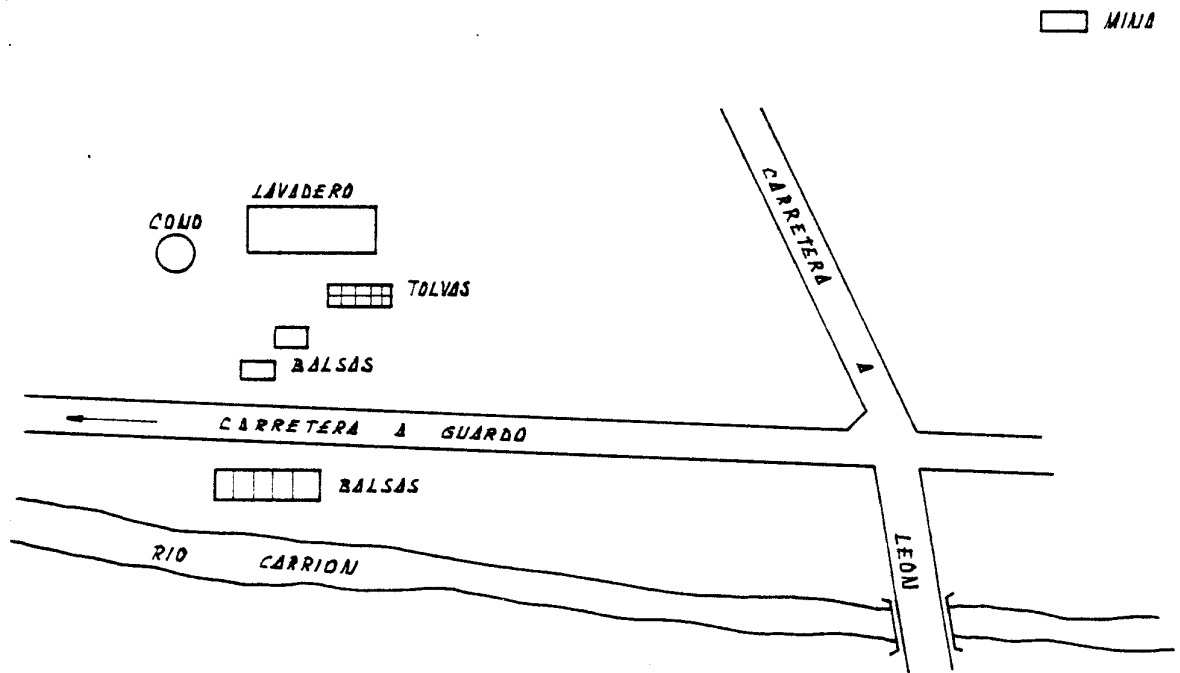 MINA
LAVADERO
CONO
TOLVAS
BALSAS
CARRETERA A LEON
CARRETERA A GUARDO
BALSAS
RIO CARRION